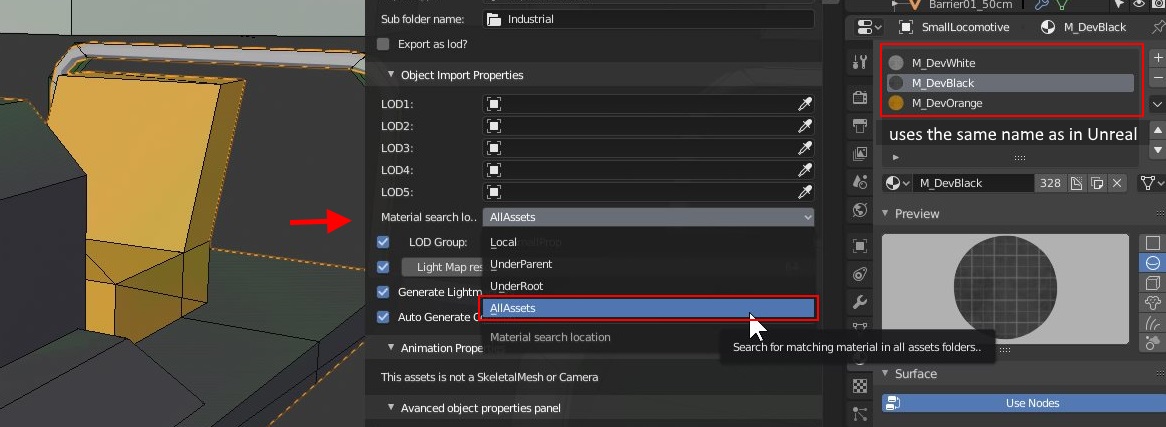 Sub folder name:
Industrial
Export as lod?
Object Import Properties
LOD1:
LOD2:
LOD3:
LOD4:
LOD5:
Material search lo..
AllAssets
LOD Group:
Light Map res
Generate Lightm
Auto Generate C
Local
UnderParent
UnderRoot
AllAssets
Material search location
Search for matching material in all assets folders..
Animation Prope
This assets is not a SkeletalMesh or Camera
Avanced object properties panel
Barrier01_50cm
SmallLocomotive
M_DevBlack
M_DevWhite
M_DevBlack
M_DevOrange
uses the same name as in Unreal
M_DevBlack
328
Preview
Surface
Use Nodes